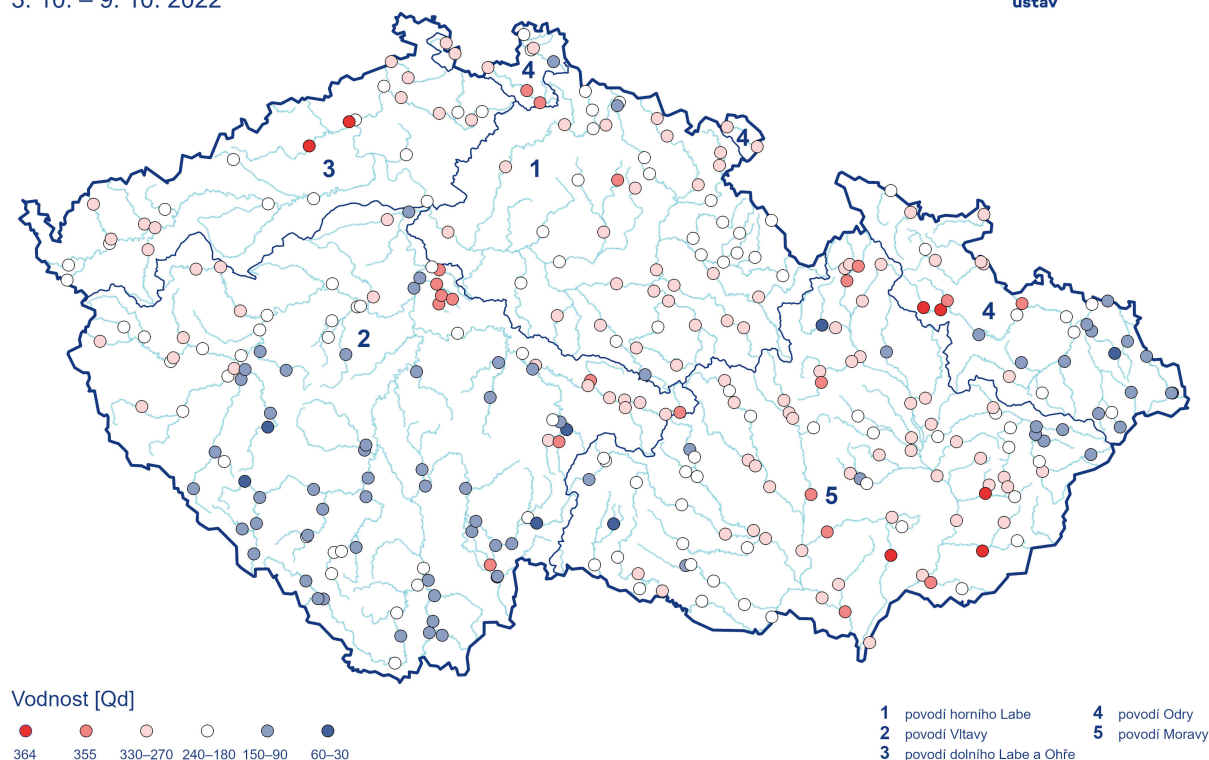 3. 10. – 9. 10. 2022
ústav
4
4
3
1
2
4
5
Vodnost [Qd]
364 355 330–270 240–180 150–90 60–30
1 povodí horního Labe
2 povodí Vltavy
3 povodí dolního Labe a Ohře
4 povodí Odry
5 povodí Moravy